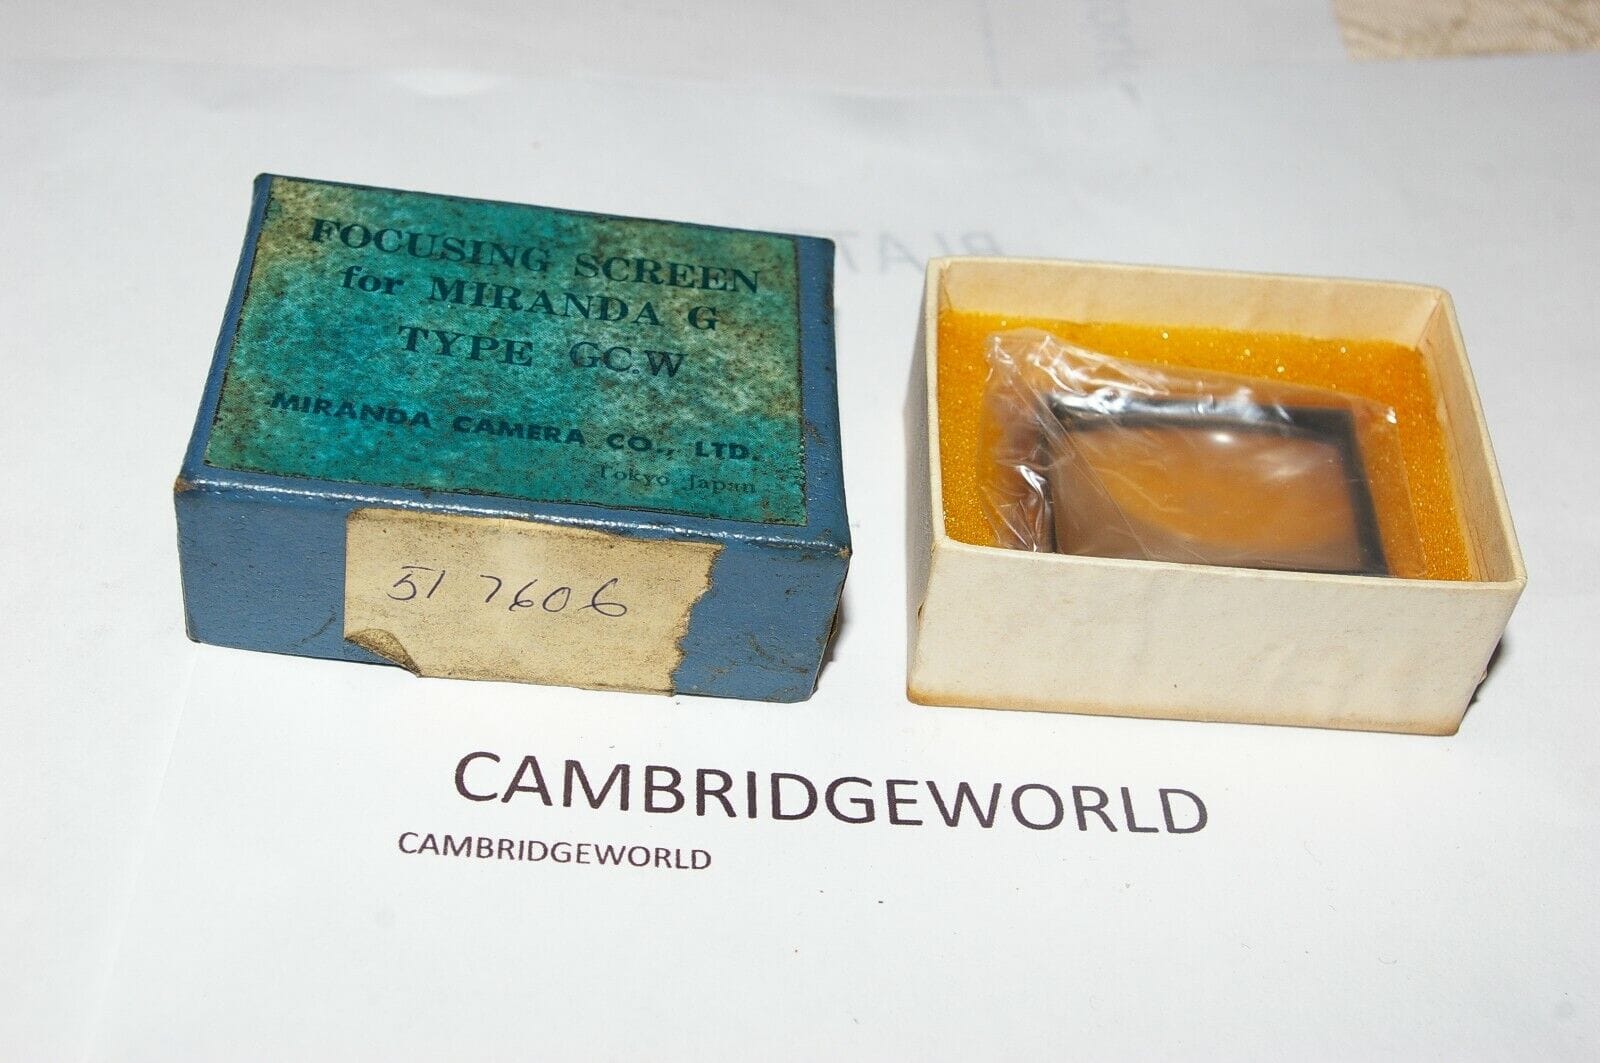 FOCUSING SCREEN
for MIRANDA G
TYPE GC.W
MIRANDA CAMERA CO., LTD.
Tokyo Japan
51 7606
CAMBRIDGEWORLD
CAMBRIDGEWORLD